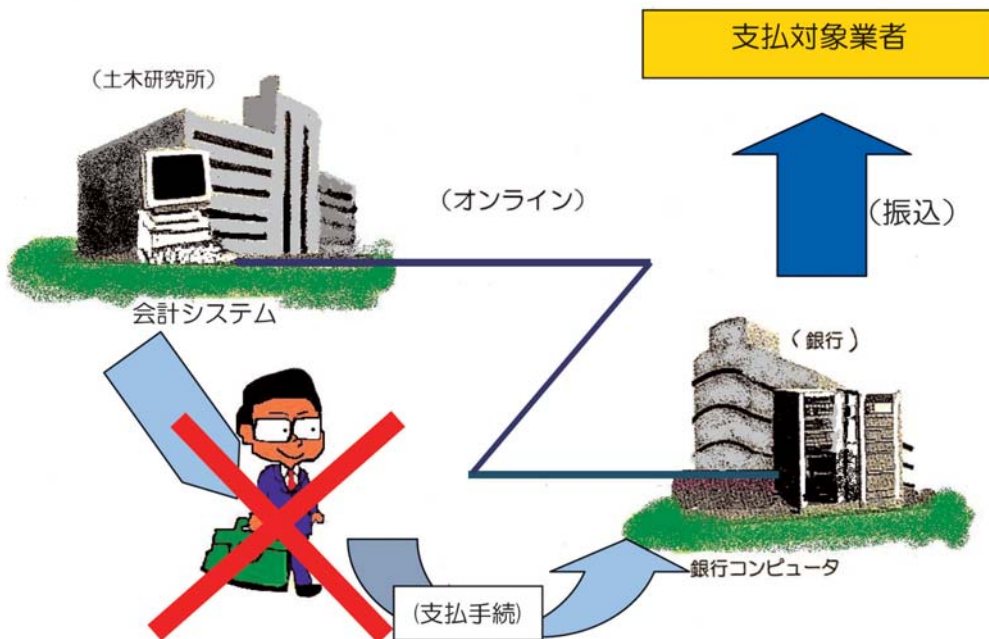 支払対象業者
（土木研究所）
（オンライン）
（振込）
会計システム
（銀行）
銀行コンピュータ
(支払手続)